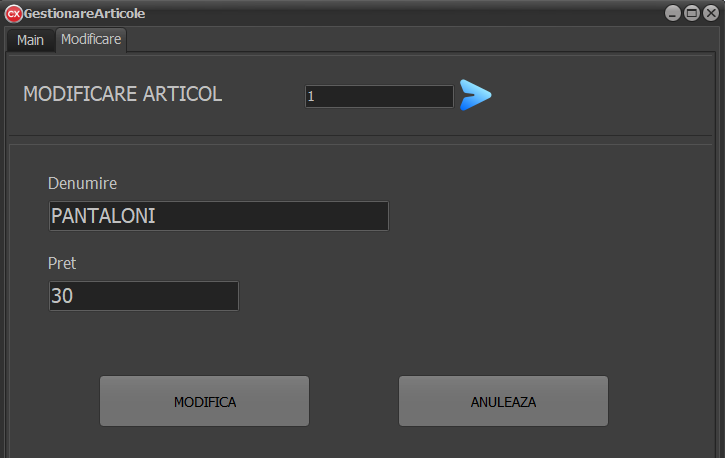 CX GestionareArticole
Main Modificare
MODIFICARE ARTICOL 1
Denumire
PANTALONI
Pret
30
MODIFICA ANULEAZA